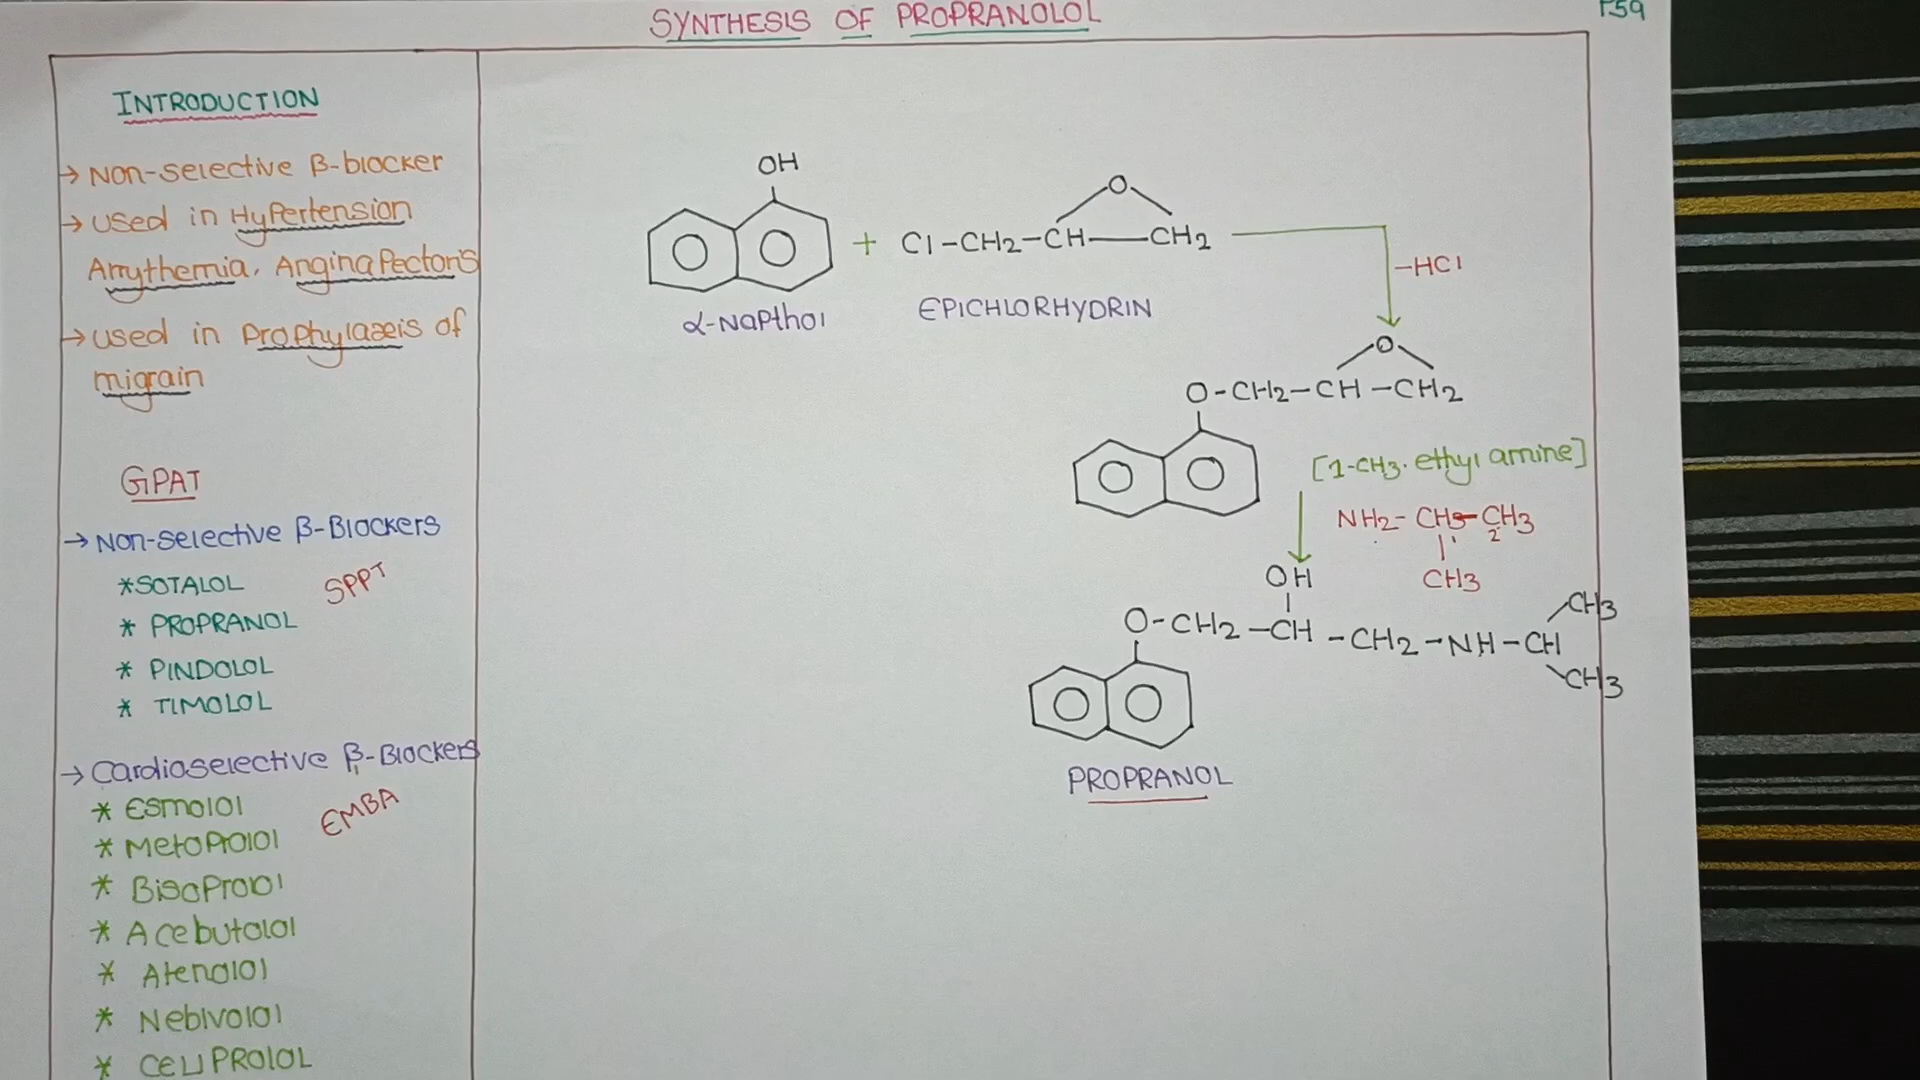 SYNTHESIS OF PROPRANOLOL
INTRODUCTION
→ Non-selective β-blocker
→ used in Hypertension
Arrythemia, Angina Pectoris
→ used in Prophylaxeis of
migrain
GPAT
→ Non-selective β-Blockers
*SOTALOL
SPPT
* PROPRANOL
* PINDOLOL
* TIMOLOL
→ Cardioselective β-Blockers
* Esmolol
EMBA
* Metoprolol
* Bisoprolol
* Acebutolol
* Atenolol
* Nebivolol
* CELIPROLOL
OH
O
+ Cl-CH2-CH-CH2
-HCl
α-Napthol
EPICHLORHYDRIN
O
O-CH2-CH-CH2
[1-CH3. ethyl amine]
NH2-CH-CH3
1 2
CH3
OH
CH3
O-CH2-CH-CH2-NH-CH
CH3
PROPRANOL